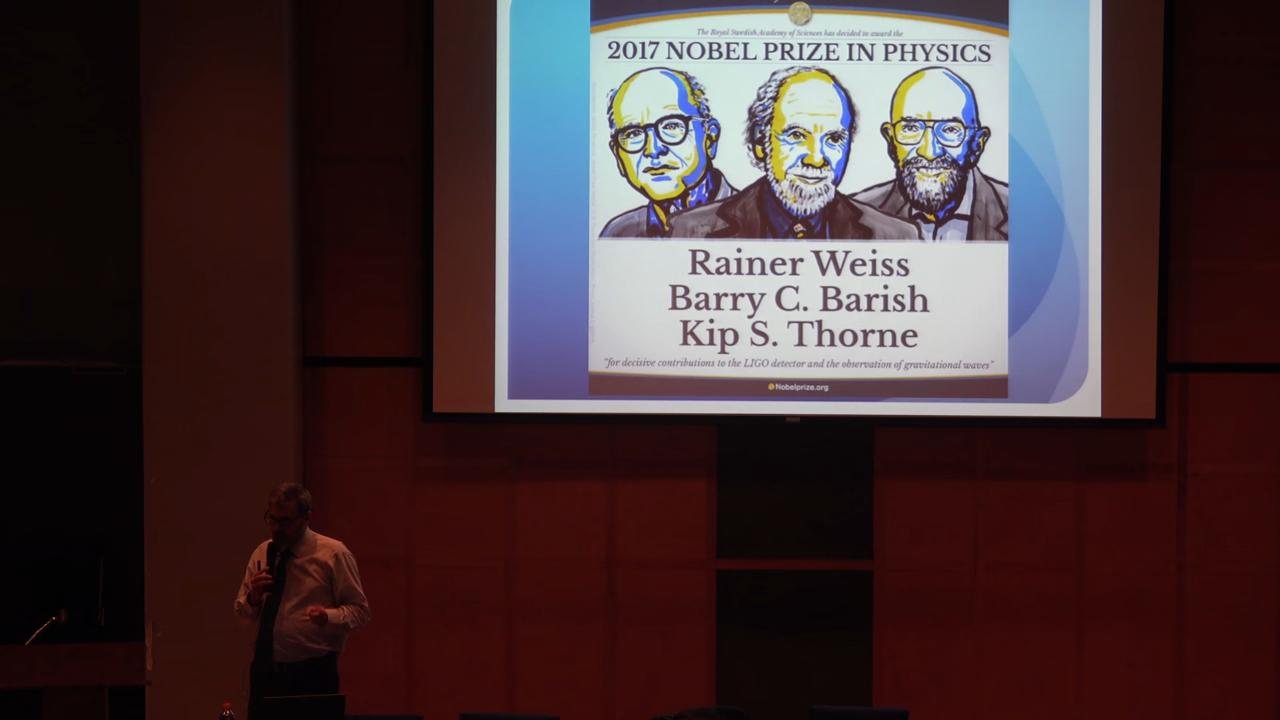 The Royal Swedish Academy of Sciences has decided to award the
2017 NOBEL PRIZE IN PHYSICS
Rainer Weiss
Barry C. Barish
Kip S. Thorne
"for decisive contributions to the LIGO detector and the observation of gravitational waves"
Nobelprize.org